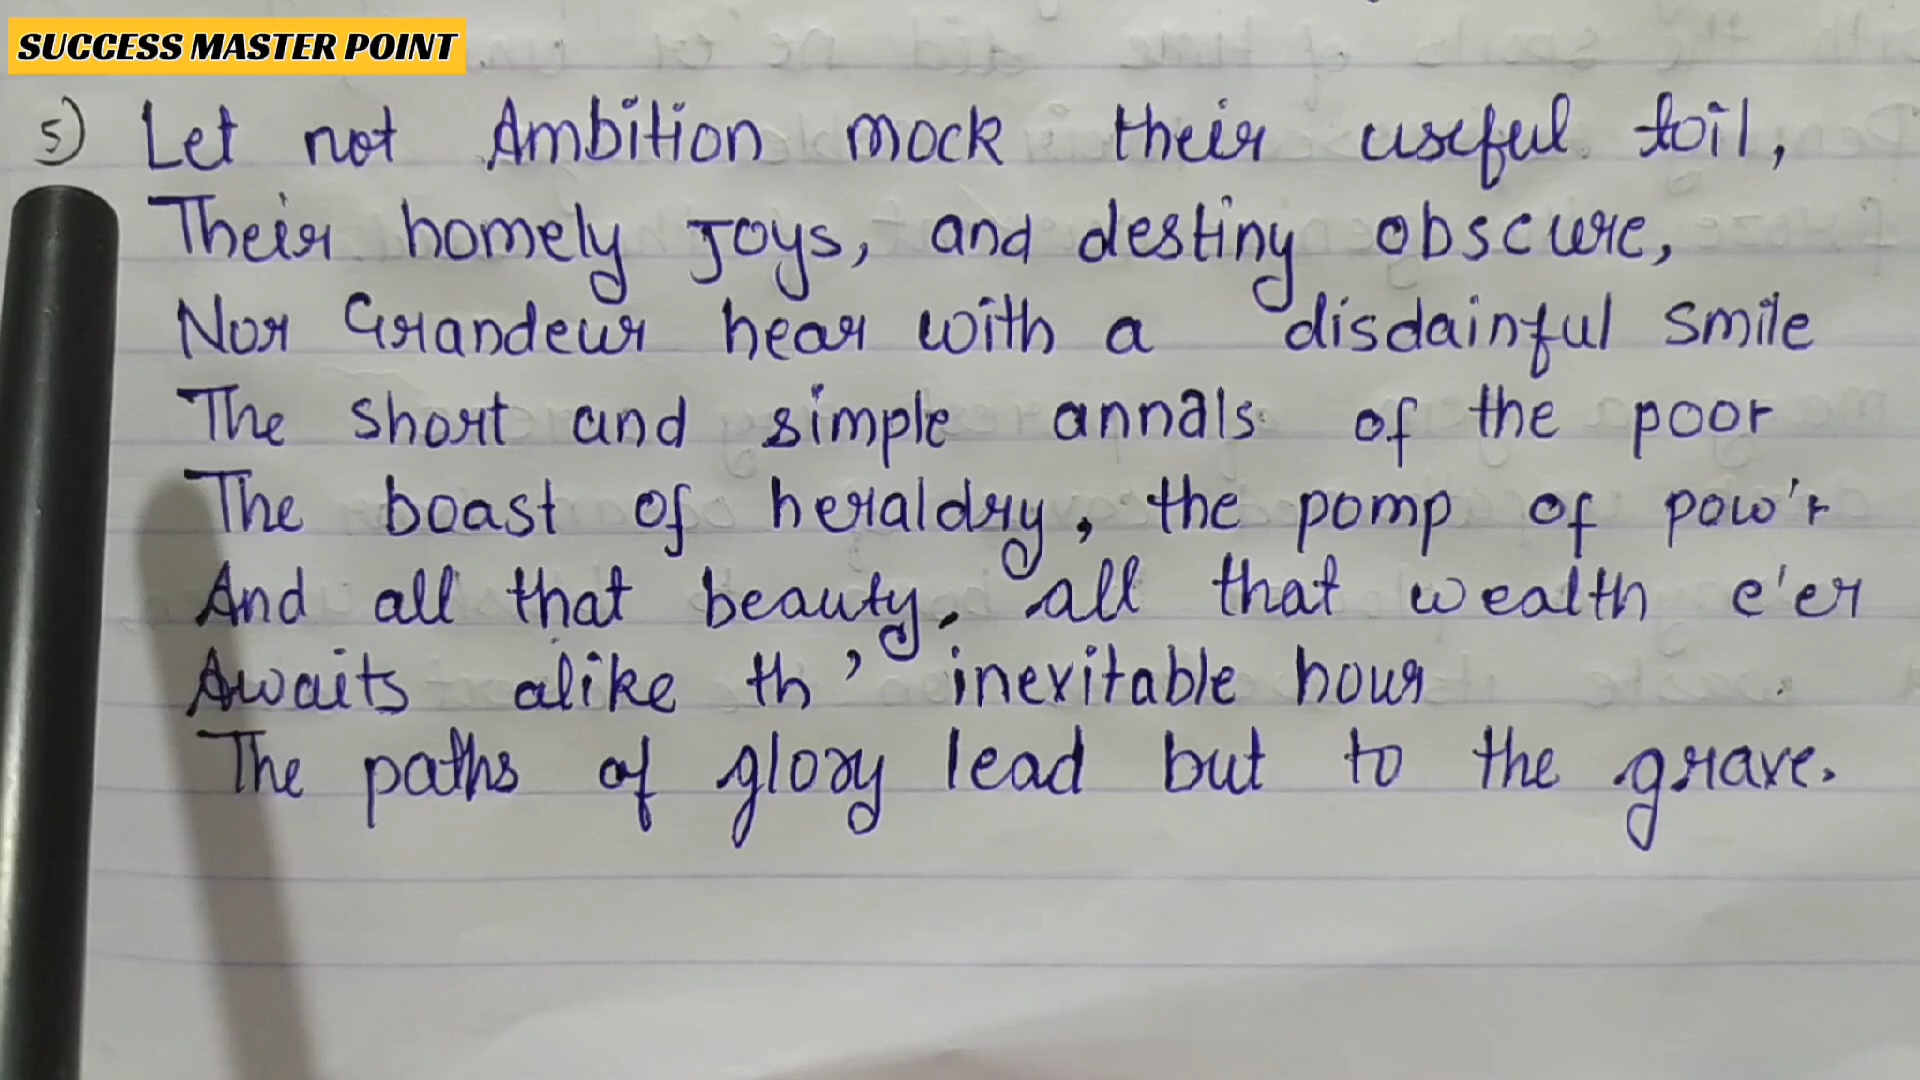 SUCCESS MASTER POINT
5) Let not Ambition mock their useful toil,
Their homely Joys, and destiny obscure,
Nor Grandeur hear with a disdainful smile
The short and simple annals of the poor
The boast of heraldry, the pomp of pow'r
And all that beauty, all that wealth e'er
Awaits alike th' inevitable hour
The paths of glory lead but to the grave.